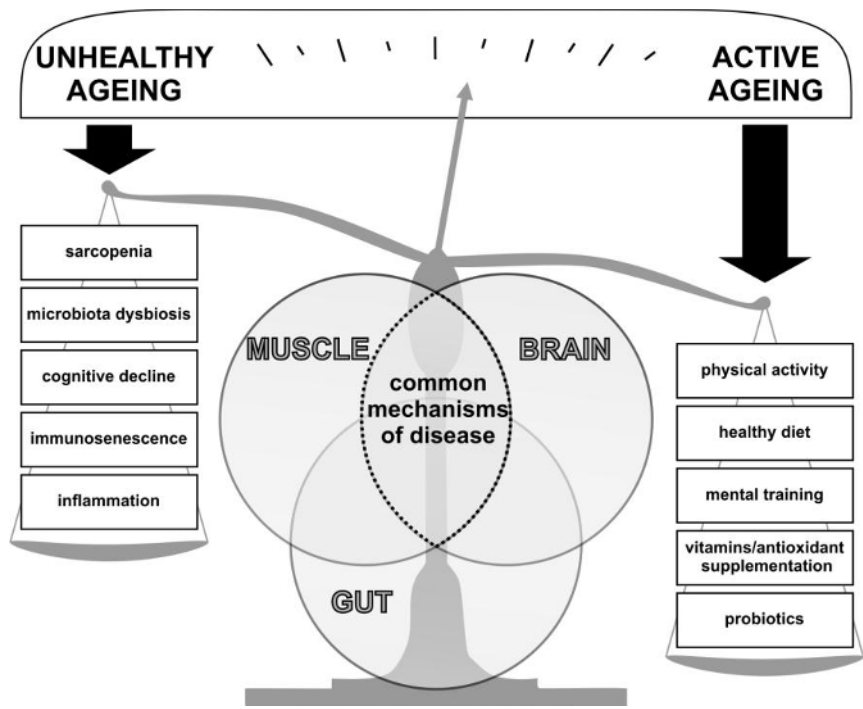 UNHEALTHY
AGEING
ACTIVE
AGEING
sarcopenia
microbiota dysbiosis
cognitive decline
immunosenescence
inflammation
MUSCLE
BRAIN
common
mechanisms
of disease
GUT
physical activity
healthy diet
mental training
vitamins/antioxidant
supplementation
probiotics